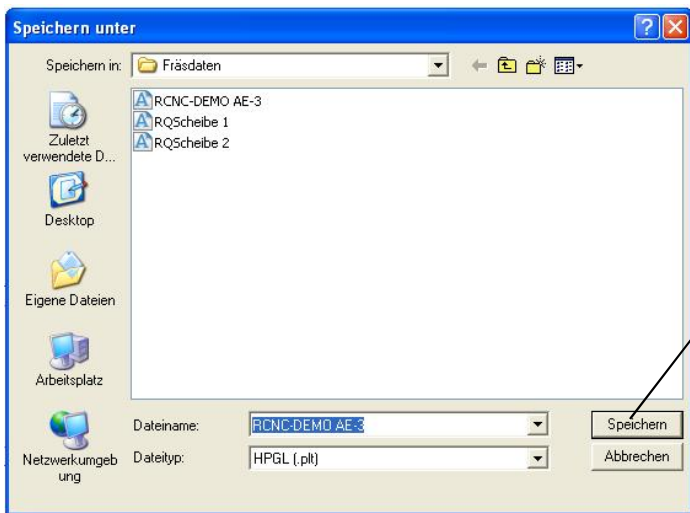 Speichern unter
Speichern in:
Fräsdaten
RCNC-DEMO AE-3
RQScheibe 1
RQScheibe 2
Zuletzt
verwendete D...
Desktop
Eigene Dateien
Arbeitsplatz
Netzwerkumgeb
ung
Dateiname:
RCNC-DEMO AE-3
Speichern
Dateityp:
HPGL (.plt)
Abbrechen